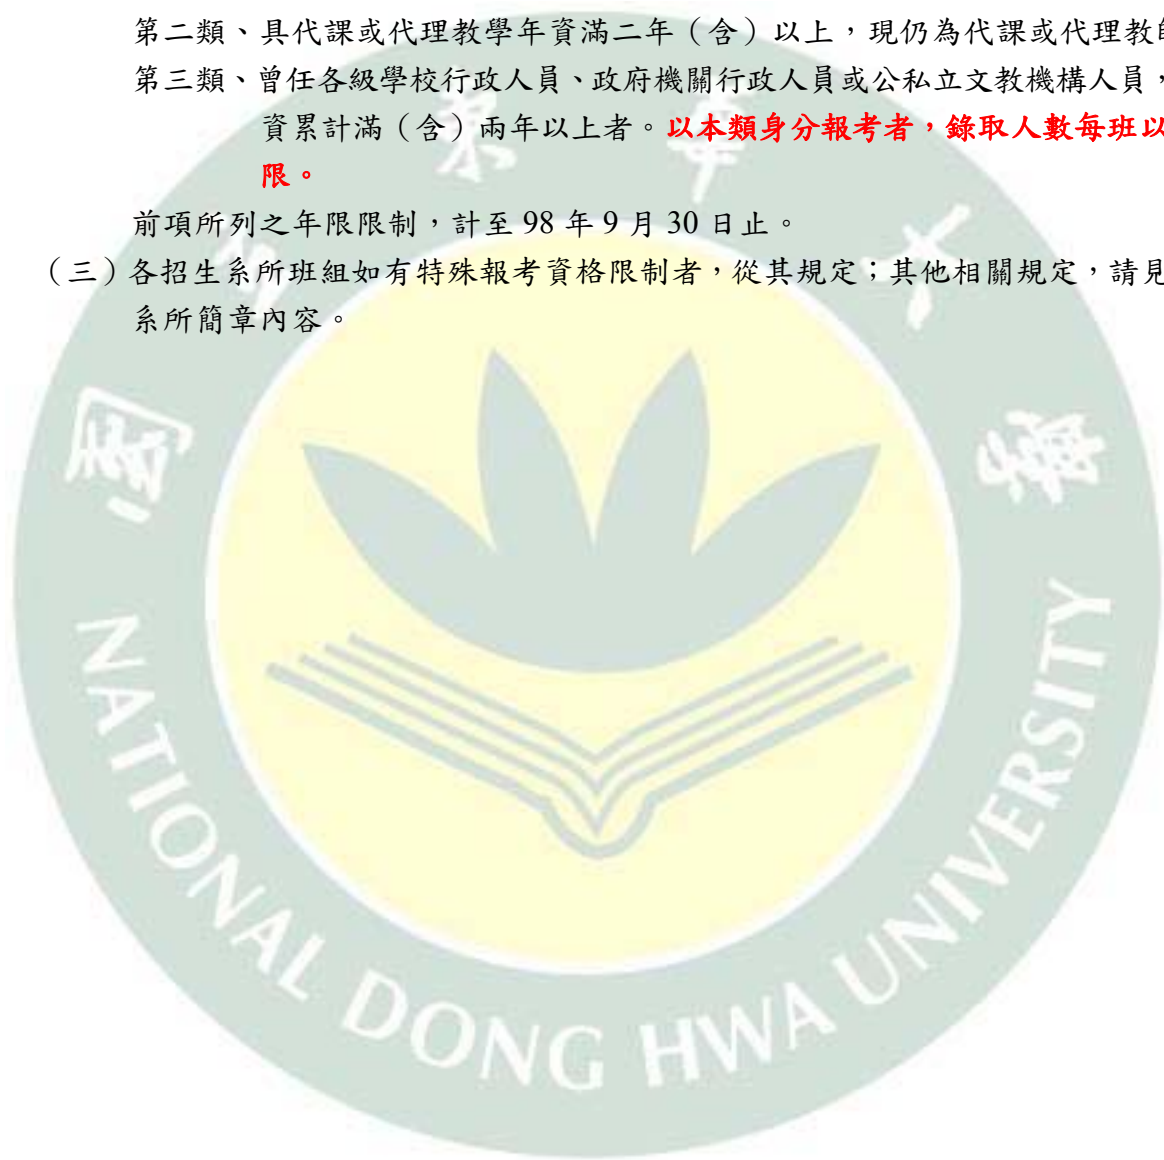 第二類、具代課或代理教學年資滿二年（含）以上，現仍為代課或代理教
第三類、曾任各級學校行政人員、政府機關行政人員或公私立文教機構人員，
資累計滿（含）兩年以上者。以本類身分報考者，錄取人數每班以
限。
前項所列之年限限制，計至 98 年 9 月 30 日止。
（三）各招生系所班組如有特殊報考資格限制者，從其規定；其他相關規定，請見
系所簡章內容。
國立東華大學
NATIONAL DONG HWA UNIVERSITY